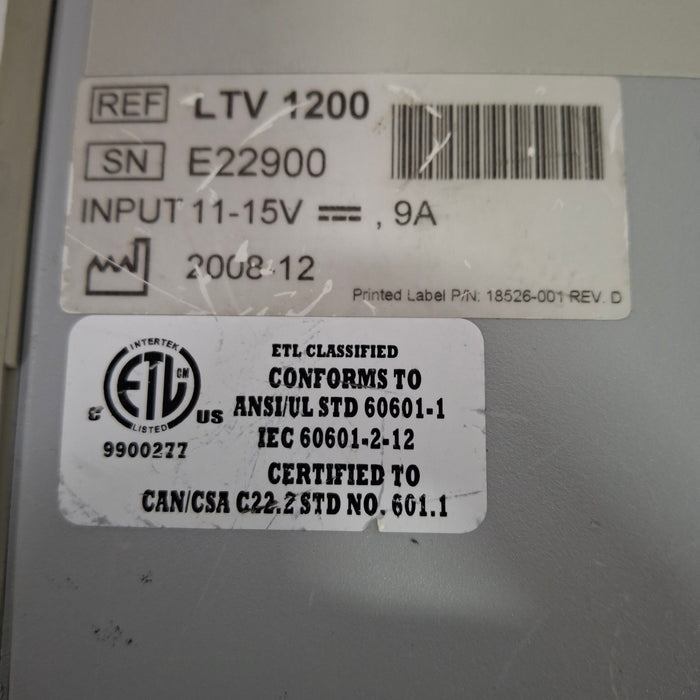 REF LTV 1200
SN E22900
INPUT 11-15V , 9A
2008-12
Printed Label P/N: 18526-001 REV. D
INTERTEK
ETL CM
C US
LISTED
9900277
ETL CLASSIFIED
CONFORMS TO
ANSI/UL STD 60601-1
IEC 60601-2-12
CERTIFIED TO
CAN/CSA C22.2 STD NO. 601.1